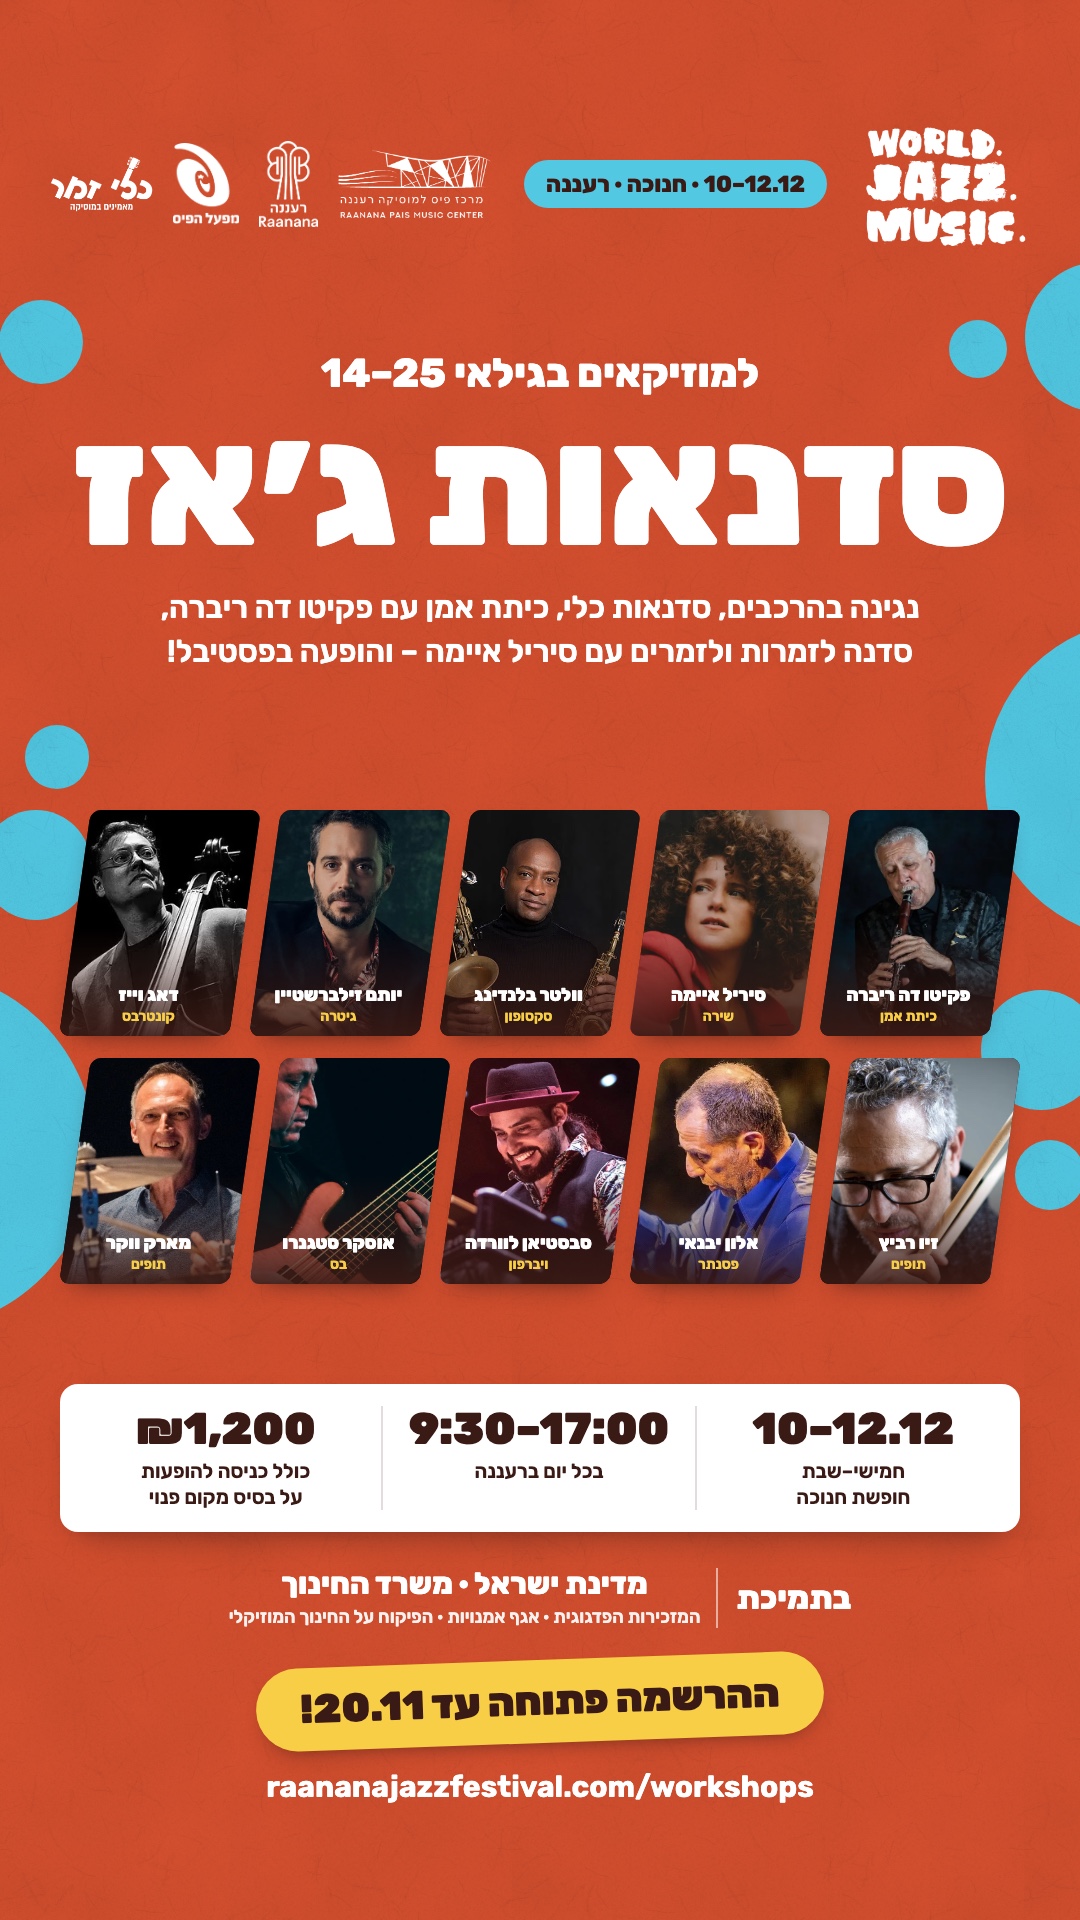 WORLD.
JAZZ.
MUSIC.
10–12.12 • חנוכה • רעננה
מרכז פיס למוסיקה רעננה
RAANANA PAIS MUSIC CENTER
רעננה
Raanana
מפעל הפיס
כלי זמר
מאמינים במוסיקה
למוזיקאים בגילאי 14–25
סדנאות ג'אז
נגינה בהרכבים, סדנאות כלי, כיתת אמן עם פקיטו דה ריברה,
סדנה לזמרות ולזמרים עם סיריל איימה – והופעה בפסטיבל!
פקיטו דה ריברה
כיתת אמן
סיריל איימה
שירה
וולטר בלנדינג
סקסופון
יותם זילברשטיין
גיטרה
דאג וייז
קונטרבס
זיו רביץ
תופים
אלון יבנאי
פסנתר
סבסטיאן לוורדה
ויברפון
אוסקר סטגנרו
בס
מארק ווקר
תופים
10–12.12
חמישי–שבת
חופשת חנוכה
9:30–17:00
בכל יום ברעננה
₪1,200
כולל כניסה להופעות
על בסיס מקום פנוי
בתמיכת
מדינת ישראל • משרד החינוך
המזכירות הפדגוגית • אגף אמנויות • הפיקוח על החינוך המוזיקלי
ההרשמה פתוחה עד 20.11!
raananajazzfestival.com/workshops